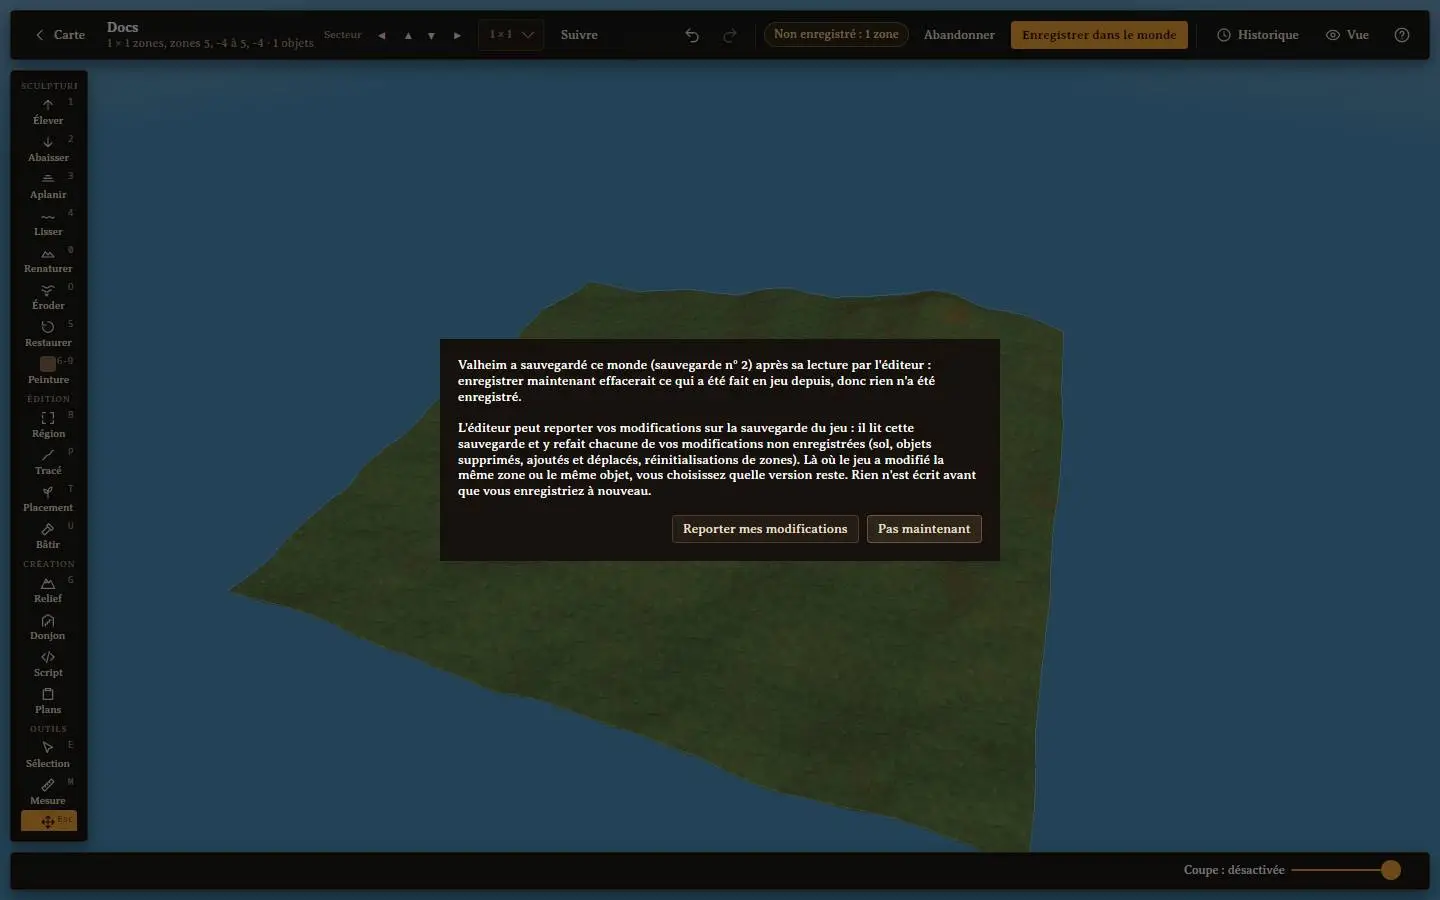 Carte
Docs
1 × 1 zones, zones 5, -4 à 5, -4 · 1 objets
Secteur
1 × 1
Suivre
Non enregistré : 1 zone
Abandonner
Enregistrer dans le monde
Historique
Vue
SCULPTURE
1
Élever
2
Abaisser
3
Aplanir
4
Lisser
0
Renaturer
O
Éroder
5
Restaurer
6-9
Peinture
ÉDITION
B
Région
P
Tracé
T
Placement
U
Bâtir
CRÉATION
G
Relief
Donjon
Script
Plans
OUTILS
E
Sélection
M
Mesure
Esc
Valheim a sauvegardé ce monde (sauvegarde n° 2) après sa lecture par l'éditeur :
enregistrer maintenant effacerait ce qui a été fait en jeu depuis, donc rien n'a été
enregistré.
L'éditeur peut reporter vos modifications sur la sauvegarde du jeu : il lit cette
sauvegarde et y refait chacune de vos modifications non enregistrées (sol, objets
supprimés, ajoutés et déplacés, réinitialisations de zones). Là où le jeu a modifié la
même zone ou le même objet, vous choisissez quelle version reste. Rien n'est écrit avant
que vous enregistriez à nouveau.
Reporter mes modifications
Pas maintenant
Coupe : désactivée